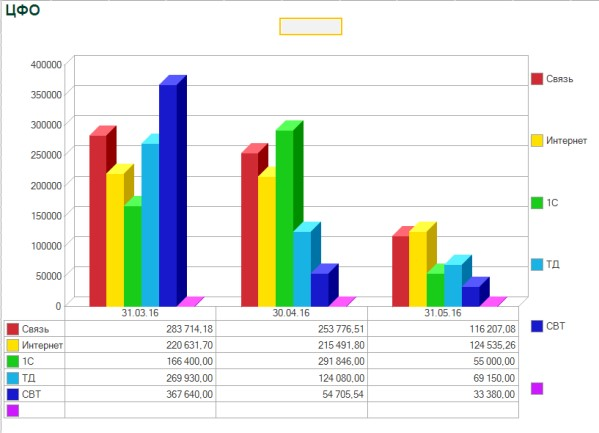 ЦФО
400000
350000
300000
250000
200000
150000
100000
50000
0
Связь
Интернет
1С
ТД
СВТ
31.03.16 30.04.16 31.05.16
Связь 283 714,18 253 776,51 116 207,08
Интернет 220 631,70 215 491,80 124 535,26
1С 166 400,00 291 846,00 55 000,00
ТД 269 930,00 124 080,00 69 150,00
СВТ 367 640,00 54 705,54 33 380,00